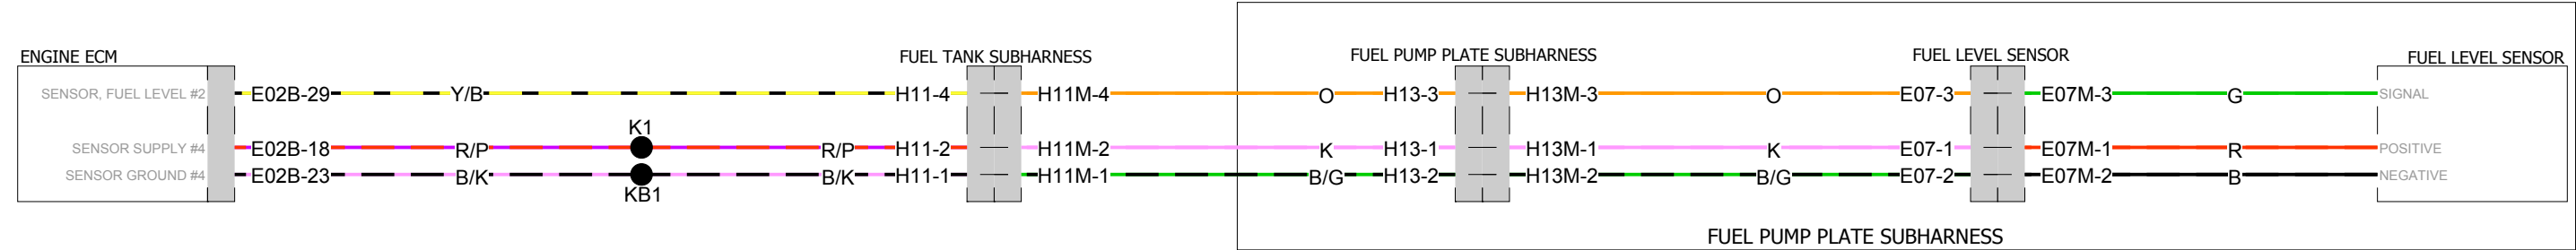 ENGINE ECM
FUEL TANK SUBHARNESS
FUEL PUMP PLATE SUBHARNESS
FUEL LEVEL SENSOR
FUEL LEVEL SENSOR
SENSOR, FUEL LEVEL #2 E02B-29 Y/B H11-4 H11M-4 O H13-3 H13M-3 O E07-3 E07M-3 G SIGNAL
K1
SENSOR SUPPLY #4 E02B-18 R/P R/P H11-2 H11M-2 K H13-1 H13M-1 K E07-1 E07M-1 R POSITIVE
SENSOR GROUND #4 E02B-23 B/K B/K H11-1 H11M-1 B/G H13-2 H13M-2 B/G E07-2 E07M-2 B NEGATIVE
KB1
FUEL PUMP PLATE SUBHARNESS